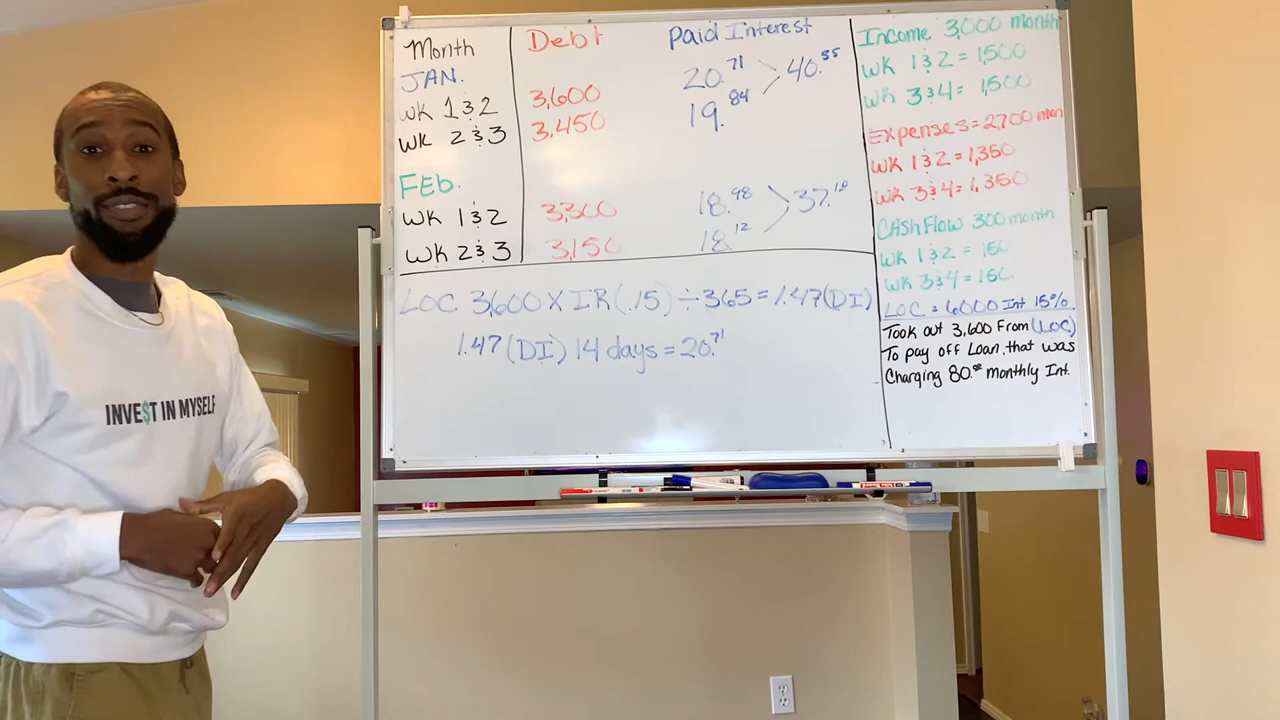 Month
JAN.
WK 1&2
WK 2&3
FEb.
WK 1&2
WK 2&3
Debt
3,600
3,450
3,300
3,150
Paid Interest
20.71
19.84
40.55
18.98
18.12
37.10
LOC 3,600 X IR(.15) ÷ 365 = 1.47(DI)
1.47(DI) 14 days = 20.71
Income 3,000 month
WK 1&2 = 1,500
WK 3&4 = 1,500
Expenses = 2,700 mon
WK 1&2 = 1,350
WK 3&4 = 1,350
CAShFlow 300 month
WK 1&2 = 150
WK 3&4 = 150.
LOC = 6000 Int 15%
Took out 3,600 From (LOC)
To pay off Loan, that was
Charging 80.00 monthly Int.
INVE$T IN MYSELF